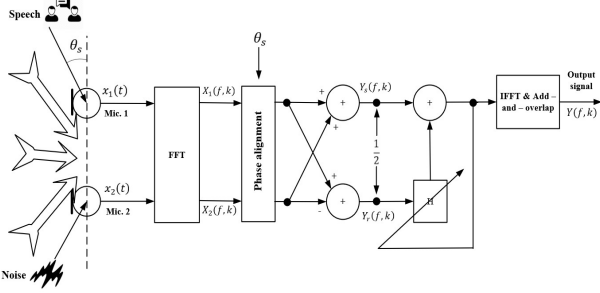 Speech
θₛ
x₁(t)
Mic. 1
x₂(t)
Mic. 2
Noise
FFT
X₁(f,k)
X₂(f,k)
θₛ
Phase alignment
+
+
+
Yₛ(f,k)
1
2
+
-
+
Yᵣ(f,k)
+
H
IFFT & Add –
and – overlap
Output
signal
Y(f,k)